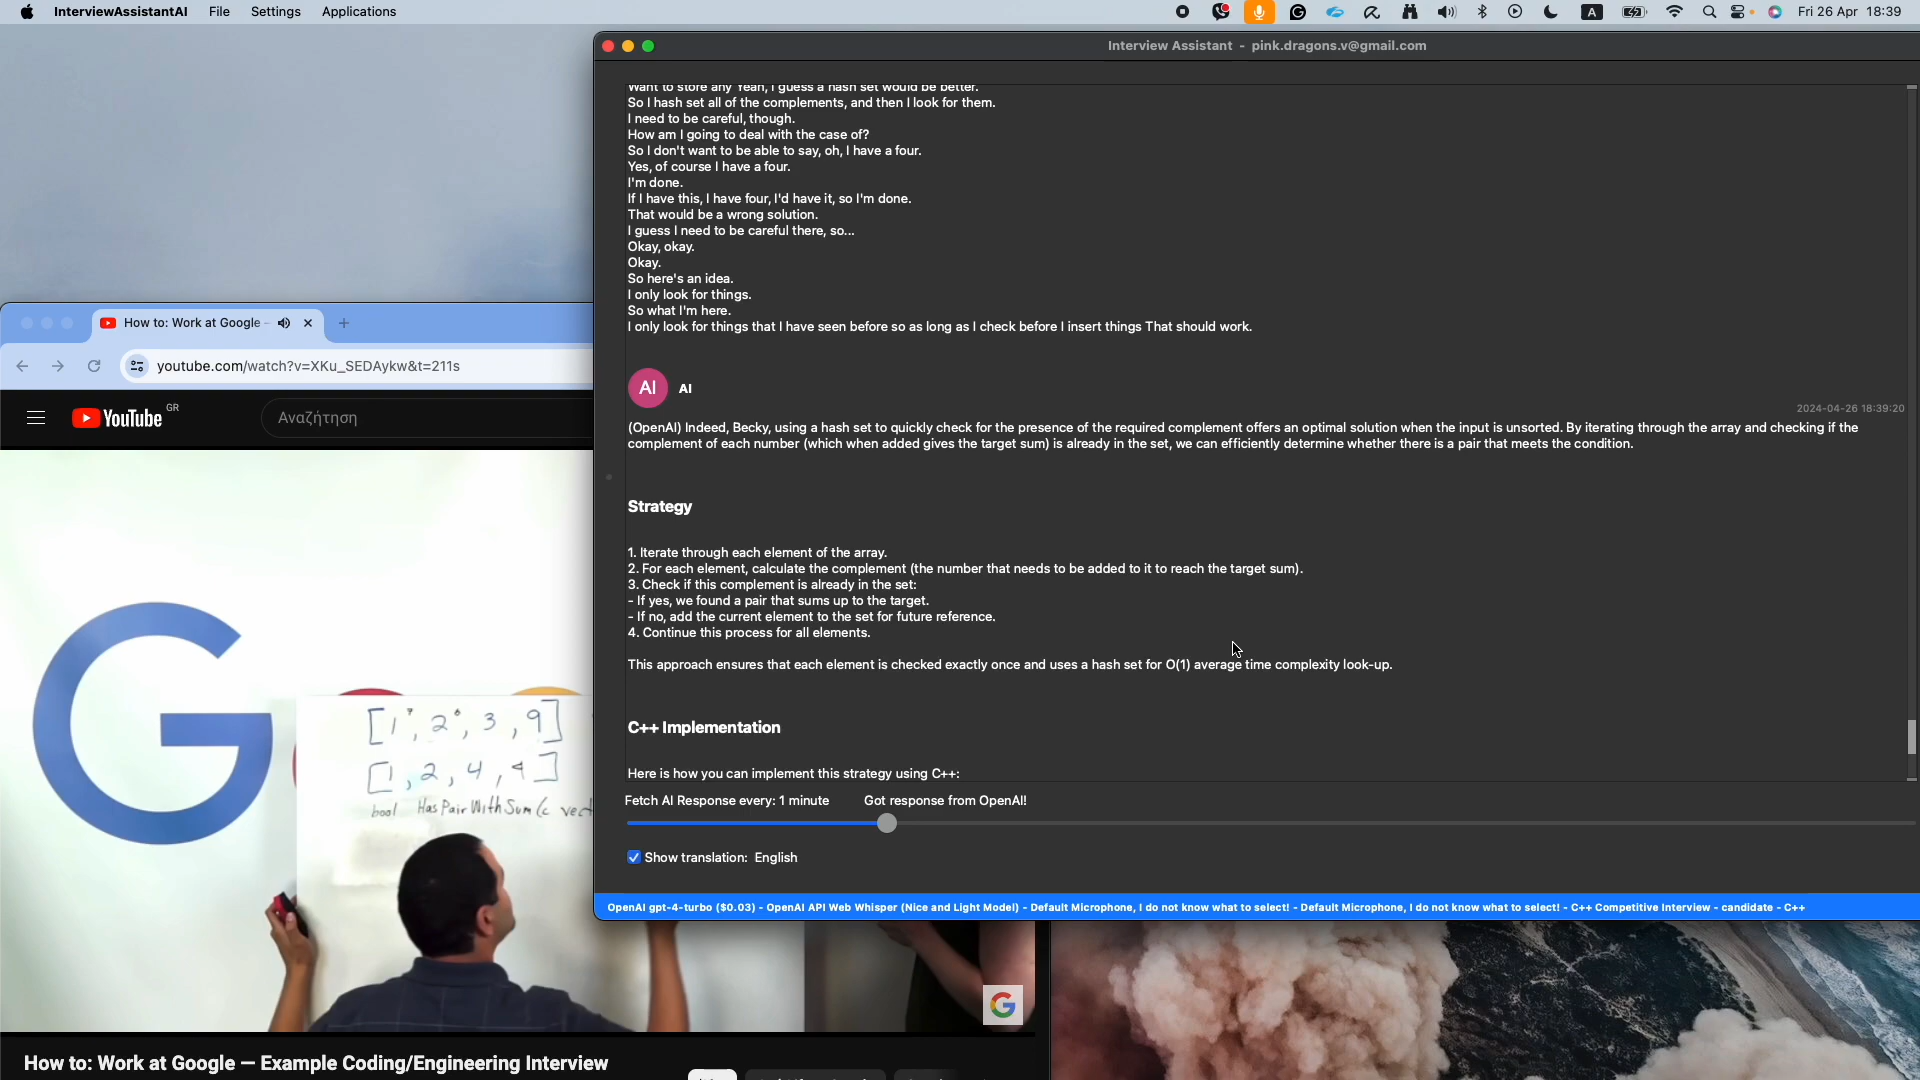 InterviewAssistantAI File Settings Applications
A
Fri 26 Apr 18:39
Interview Assistant - pink.dragons.v@gmail.com
Want to store any Yeah, I guess a hash set would be better.
So I hash set all of the complements, and then I look for them.
I need to be careful, though.
How am I going to deal with the case of?
So I don't want to be able to say, oh, I have a four.
Yes, of course I have a four.
I'm done.
If I have this, I have four, I'd have it, so I'm done.
That would be a wrong solution.
I guess I need to be careful there, so...
Okay, okay.
Okay.
So here's an idea.
I only look for things.
So what I'm here.
I only look for things that I have seen before so as long as I check before I insert things That should work.
AI AI
2024-04-26 18:39:20
(OpenAI) Indeed, Becky, using a hash set to quickly check for the presence of the required complement offers an optimal solution when the input is unsorted. By iterating through the array and checking if the
complement of each number (which when added gives the target sum) is already in the set, we can efficiently determine whether there is a pair that meets the condition.
Strategy
1. Iterate through each element of the array.
2. For each element, calculate the complement (the number that needs to be added to it to reach the target sum).
3. Check if this complement is already in the set:
- If yes, we found a pair that sums up to the target.
- If no, add the current element to the set for future reference.
4. Continue this process for all elements.
This approach ensures that each element is checked exactly once and uses a hash set for O(1) average time complexity look-up.
C++ Implementation
Here is how you can implement this strategy using C++:
Fetch AI Response every: 1 minute Got response from OpenAI!
Show translation: English
OpenAI gpt-4-turbo ($0.03) - OpenAI API Web Whisper (Nice and Light Model) - Default Microphone, I do not know what to select! - Default Microphone, I do not know what to select! - C++ Competitive Interview - candidate - C++
How to: Work at Google –
youtube.com/watch?v=XKu_SEDAykw&t=211s
YouTube GR
Αναζήτηση
[1, 2, 3, 9]
[1, 2, 4, 4]
bool HasPairWithSum (c vect
G
How to: Work at Google — Example Coding/Engineering Interview